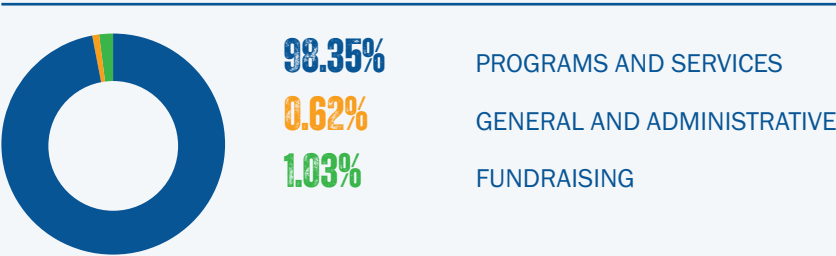 98.35% PROGRAMS AND SERVICES
0.62% GENERAL AND ADMINISTRATIVE
1.03% FUNDRAISING